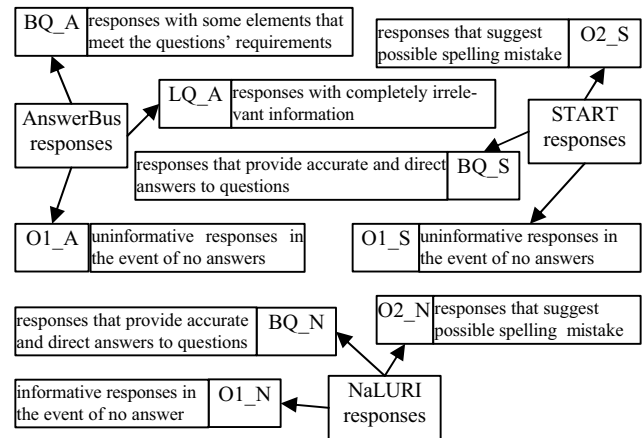 BQ_A
responses with some elements that
meet the questions' requirements
responses that suggest
possible spelling mistake
O2_S
LQ_A
responses with completely irrele-
vant information
AnswerBus
responses
START
responses
responses that provide accurate and direct
answers to questions
BQ_S
O1_A
uninformative responses in
the event of no answers
O1_S
uninformative responses in
the event of no answers
responses that provide accurate
and direct answers to questions
BQ_N
O2_N
responses that suggest
possible spelling mistake
informative responses in
the event of no answer
O1_N
NaLURI
responses